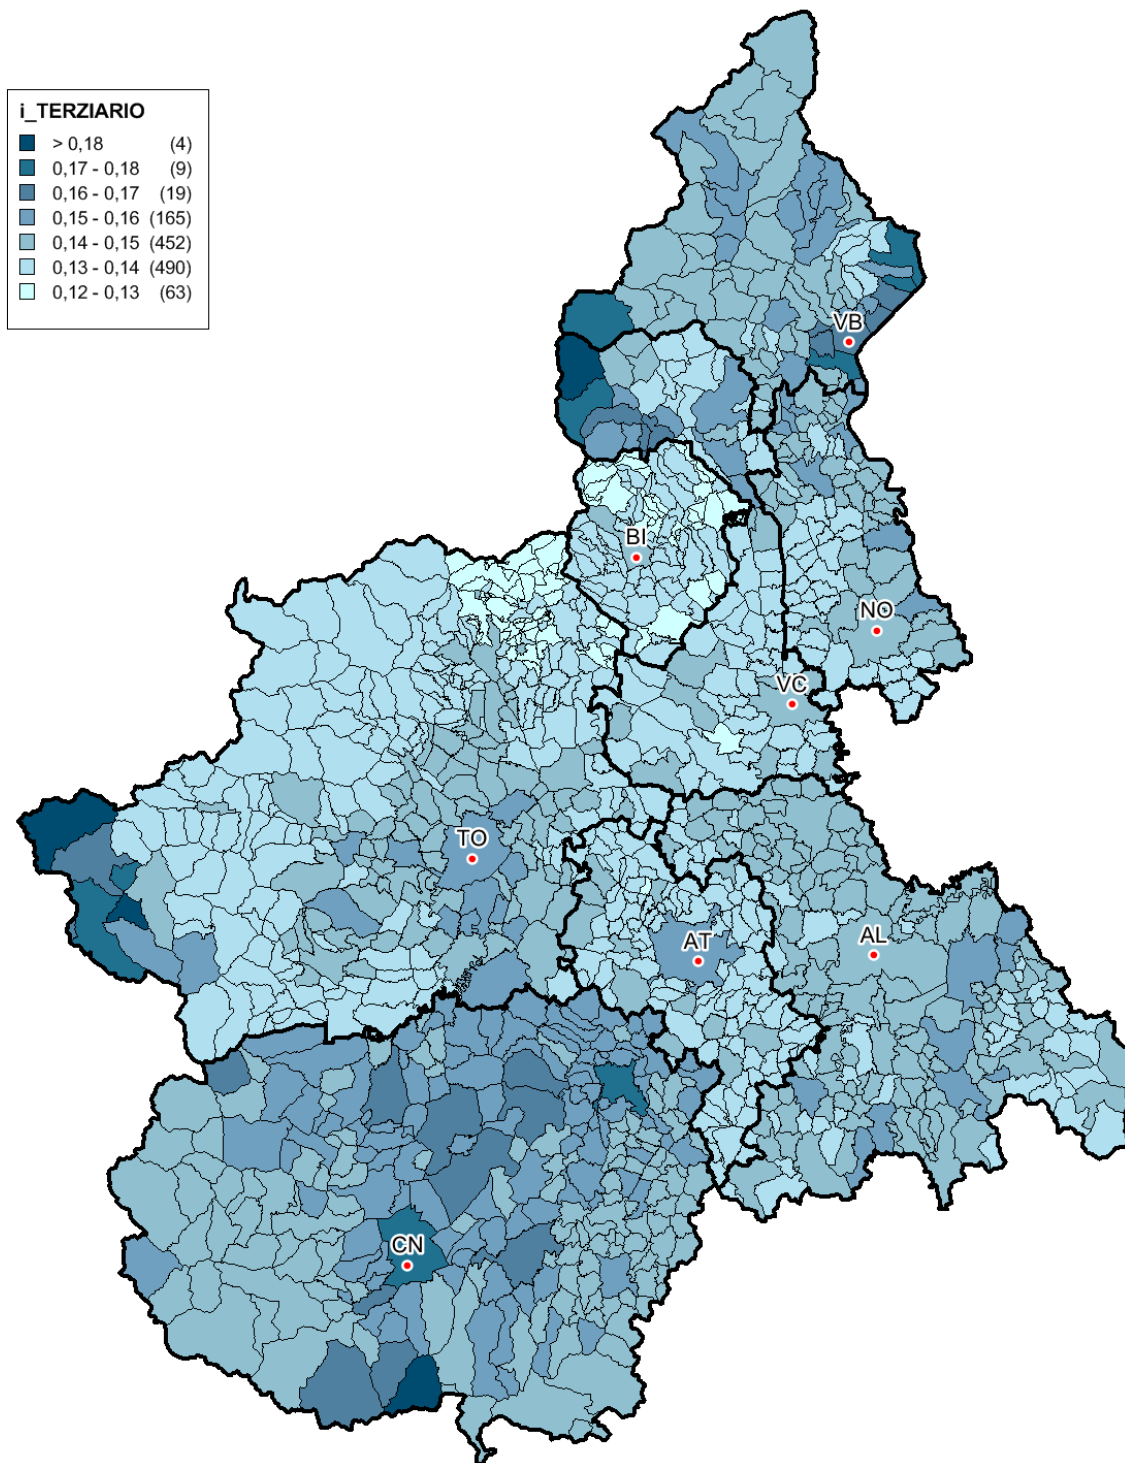 i_TERZIARIO
> 0,18 (4)
0,17 - 0,18 (9)
0,16 - 0,17 (19)
0,15 - 0,16 (165)
0,14 - 0,15 (452)
0,13 - 0,14 (490)
0,12 - 0,13 (63)
VB
BI
NO
VC
TO
AT
AL
CN